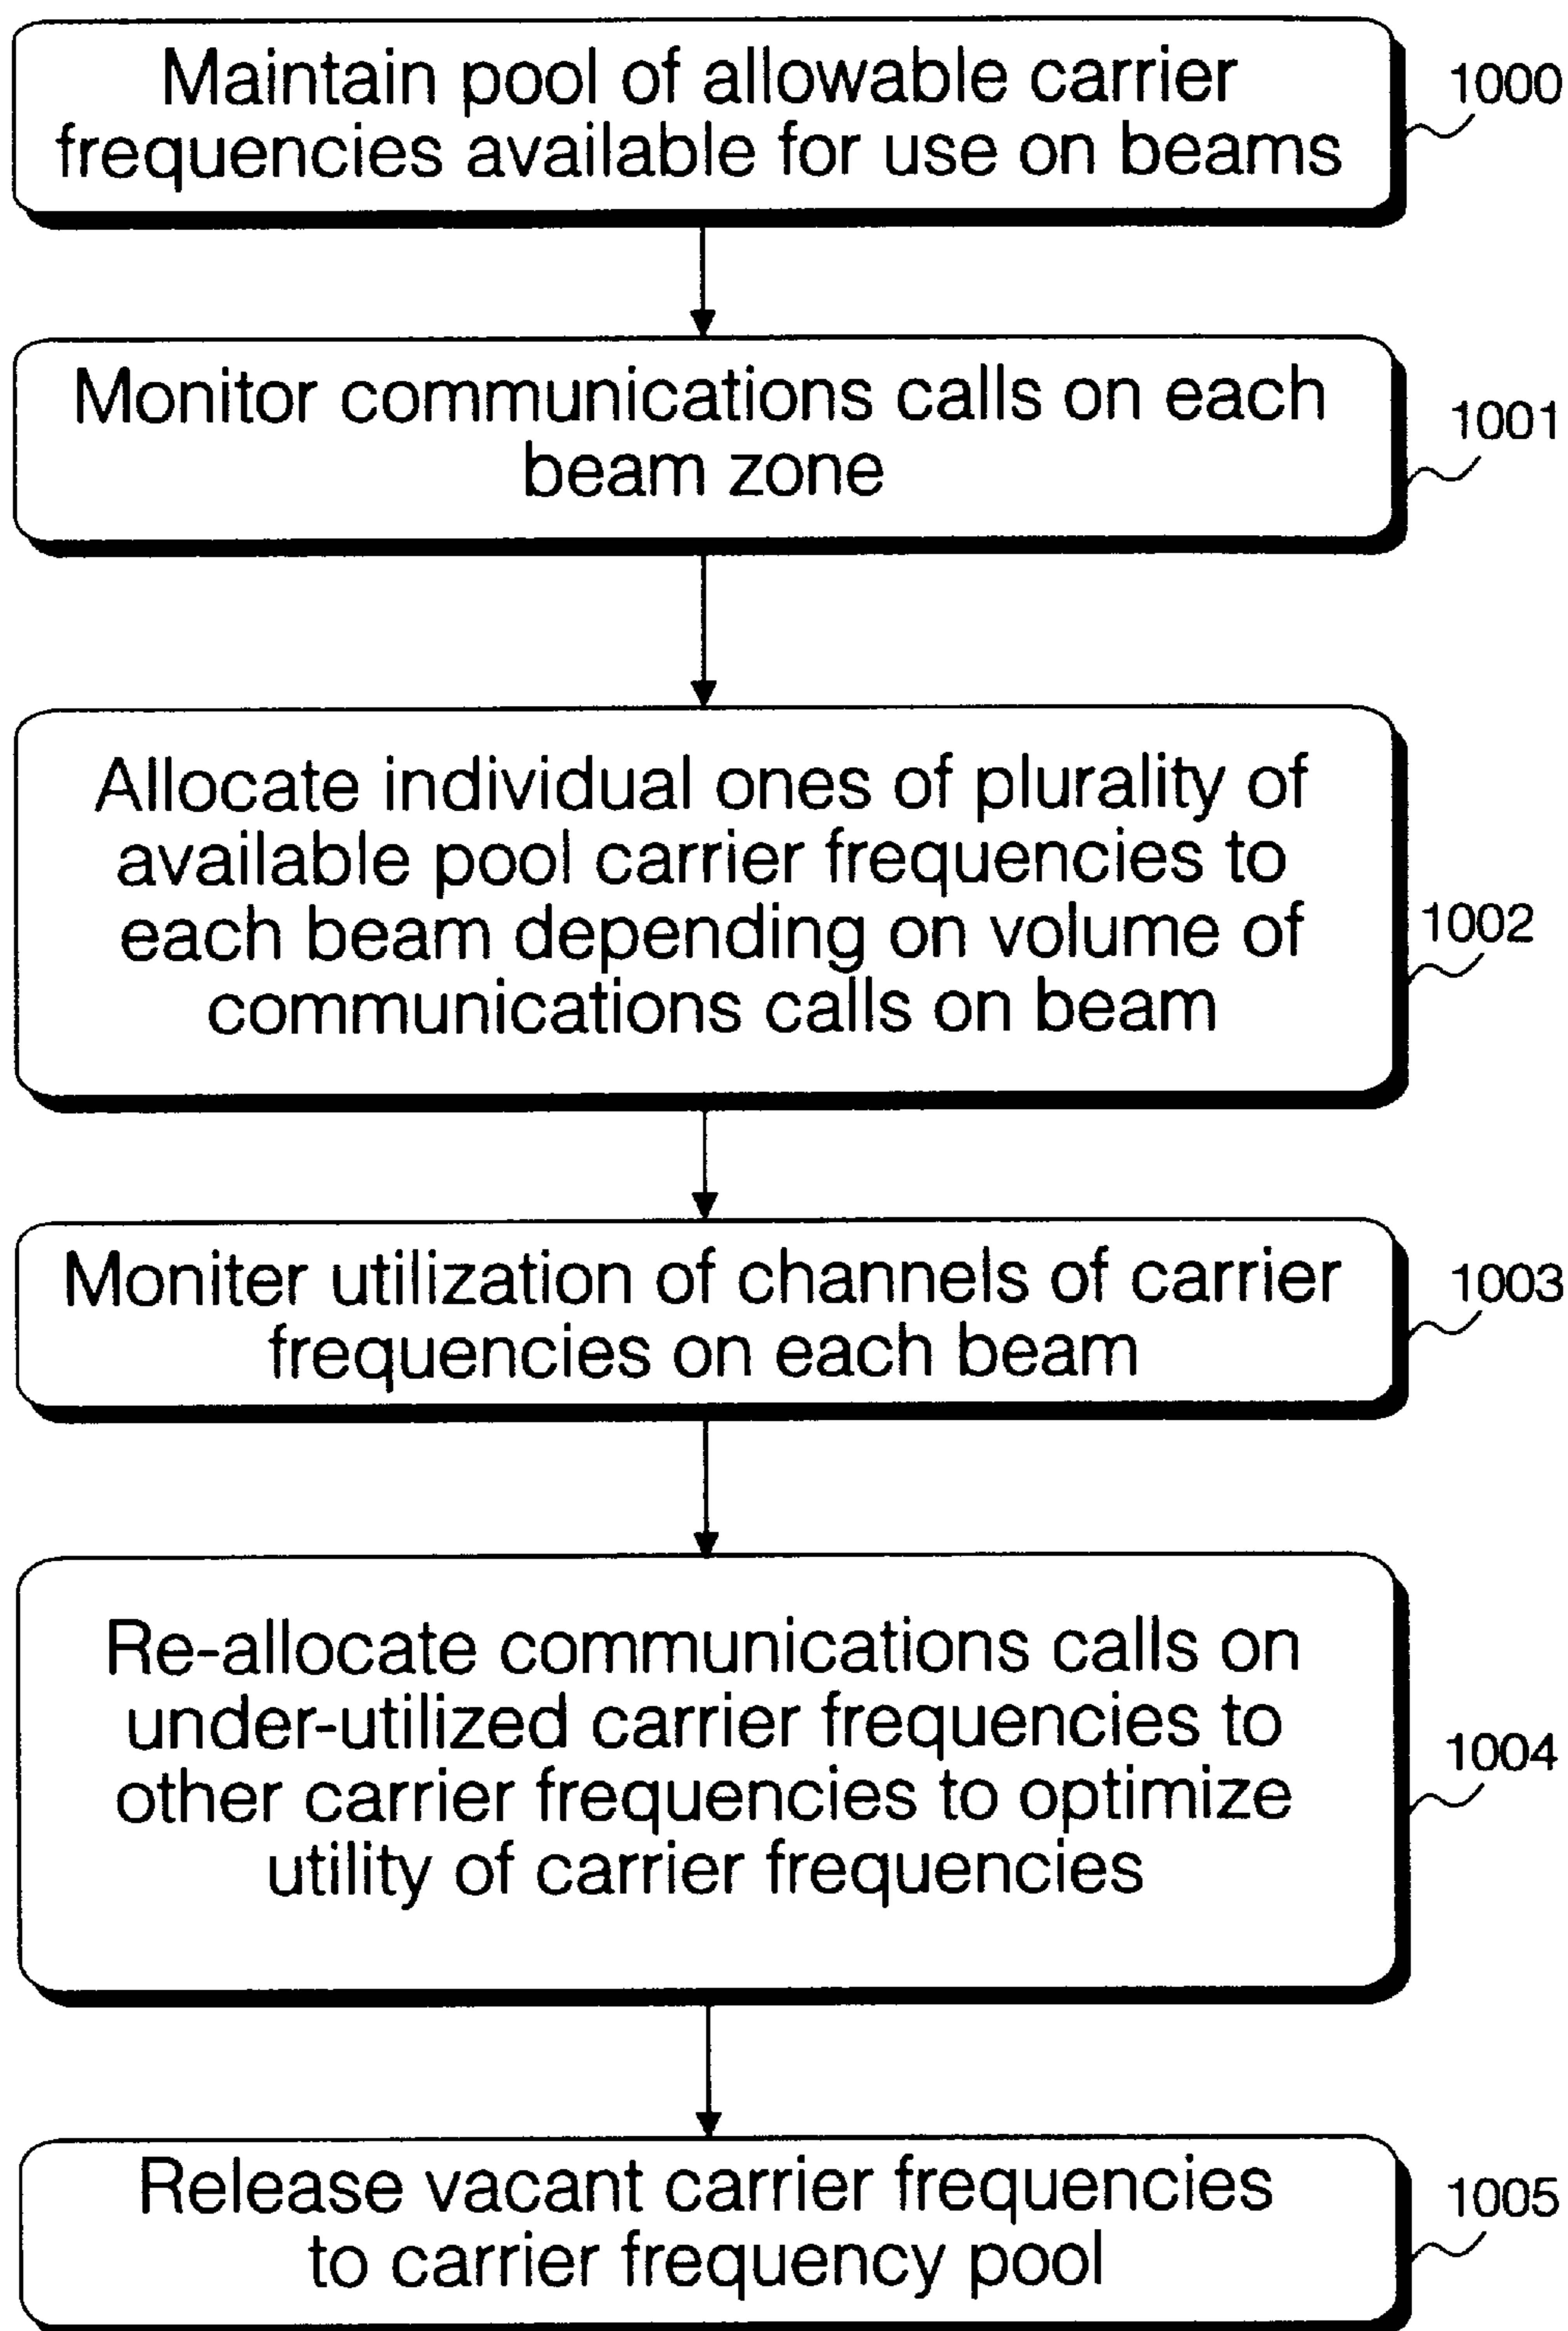 Maintain pool of allowable carrier
frequencies available for use on beams
1000
Monitor communications calls on each
beam zone
1001
Allocate individual ones of plurality of
available pool carrier frequencies to
each beam depending on volume of
communications calls on beam
1002
Moniter utilization of channels of carrier
frequencies on each beam
1003
Re-allocate communications calls on
under-utilized carrier frequencies to
other carrier frequencies to optimize
utility of carrier frequencies
1004
Release vacant carrier frequencies
to carrier frequency pool
1005